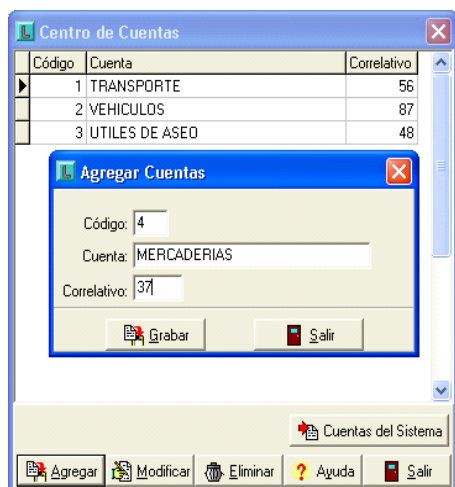 Centro de Cuentas
Código Cuenta Correlativo
1 TRANSPORTE 56
2 VEHICULOS 87
3 UTILES DE ASEO 48
Agregar Cuentas
Código: 4
Cuenta: MERCADERIAS
Correlativo: 37
Grabar Salir
Cuentas del Sistema
Agregar Modificar Eliminar Ayuda Salir